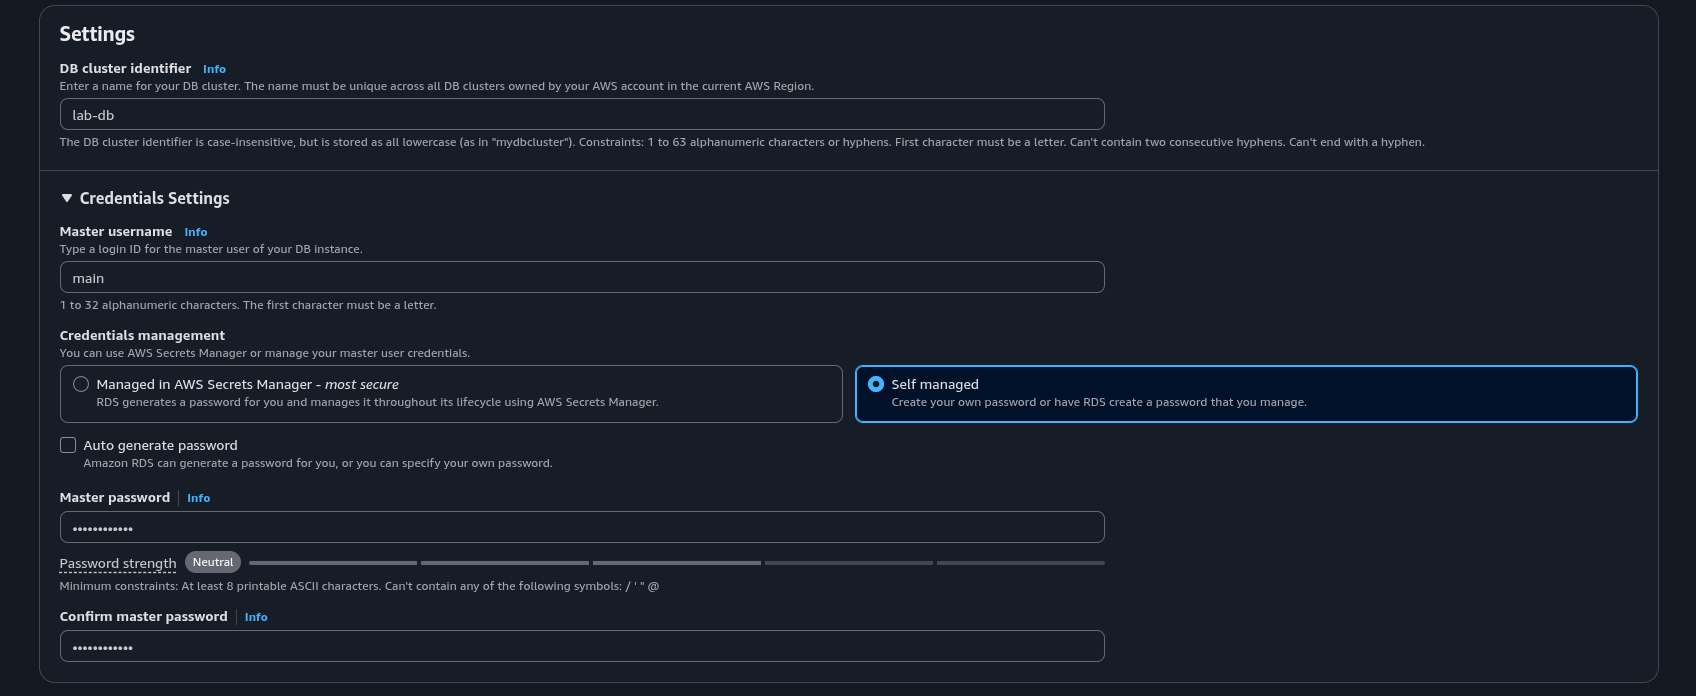 Settings
DB cluster identifier Info
Enter a name for your DB cluster. The name must be unique across all DB clusters owned by your AWS account in the current AWS Region.
lab-db
The DB cluster identifier is case-insensitive, but is stored as all lowercase (as in "mydbcluster"). Constraints: 1 to 63 alphanumeric characters or hyphens. First character must be a letter. Can't contain two consecutive hyphens. Can't end with a hyphen.
Credentials Settings
Master username Info
Type a login ID for the master user of your DB instance.
main
1 to 32 alphanumeric characters. The first character must be a letter.
Credentials management
You can use AWS Secrets Manager or manage your master user credentials.
Managed in AWS Secrets Manager - most secure
RDS generates a password for you and manages it throughout its lifecycle using AWS Secrets Manager.
Self managed
Create your own password or have RDS create a password that you manage.
Auto generate password
Amazon RDS can generate a password for you, or you can specify your own password.
Master password Info
••••••••••••
Password strength Neutral
Minimum constraints: At least 8 printable ASCII characters. Can't contain any of the following symbols: / ' " @
Confirm master password Info
••••••••••••